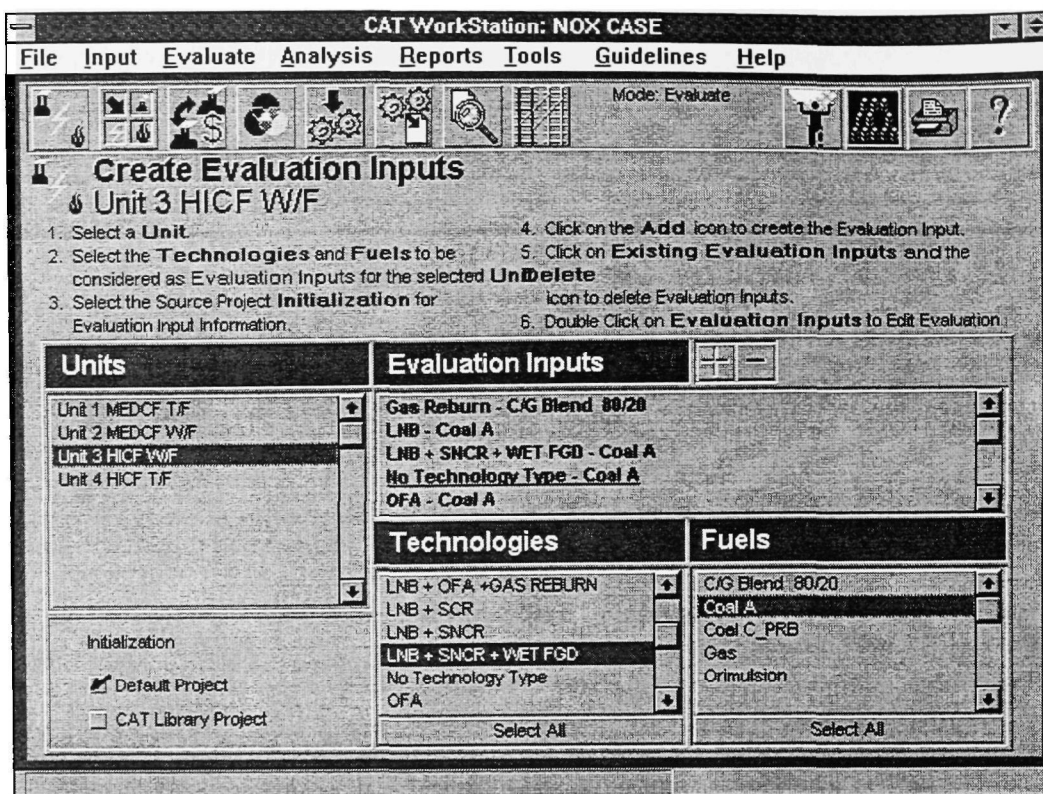 CAT WorkStation: NOX CASE
File Input Evaluate Analysis Reports Tools Guidelines Help
Mode: Evaluate
Create Evaluation Inputs
Unit 3 HICF W/F
1. Select a Unit.
2. Select the Technologies and Fuels to be
considered as Evaluation Inputs for the selected Unit
3. Select the Source Project Initialization for
Evaluation Input Information.
4. Click on the Add icon to create the Evaluation Input.
5. Click on Existing Evaluation Inputs and the
Delete
icon to delete Evaluation Inputs.
6. Double Click on Evaluation Inputs to Edit Evaluation
Units
Unit 1 MEDCF T/F
Unit 2 MEDCF W/F
Unit 3 HICF W/F
Unit 4 HICF T/F
Initialization
Default Project
CAT Library Project
Evaluation Inputs
Gas Reburn - C/G Blend 80/20
LNB - Coal A
LNB + SNCR + WET FGD - Coal A
No Technology Type - Coal A
OFA - Coal A
Technologies
LNB + OFA +GAS REBURN
LNB + SCR
LNB + SNCR
LNB + SNCR + WET FGD
No Technology Type
OFA
Select All
Fuels
C/G Blend 80/20
Coal A
Coal C_PRB
Gas
Orimulsion
Select All